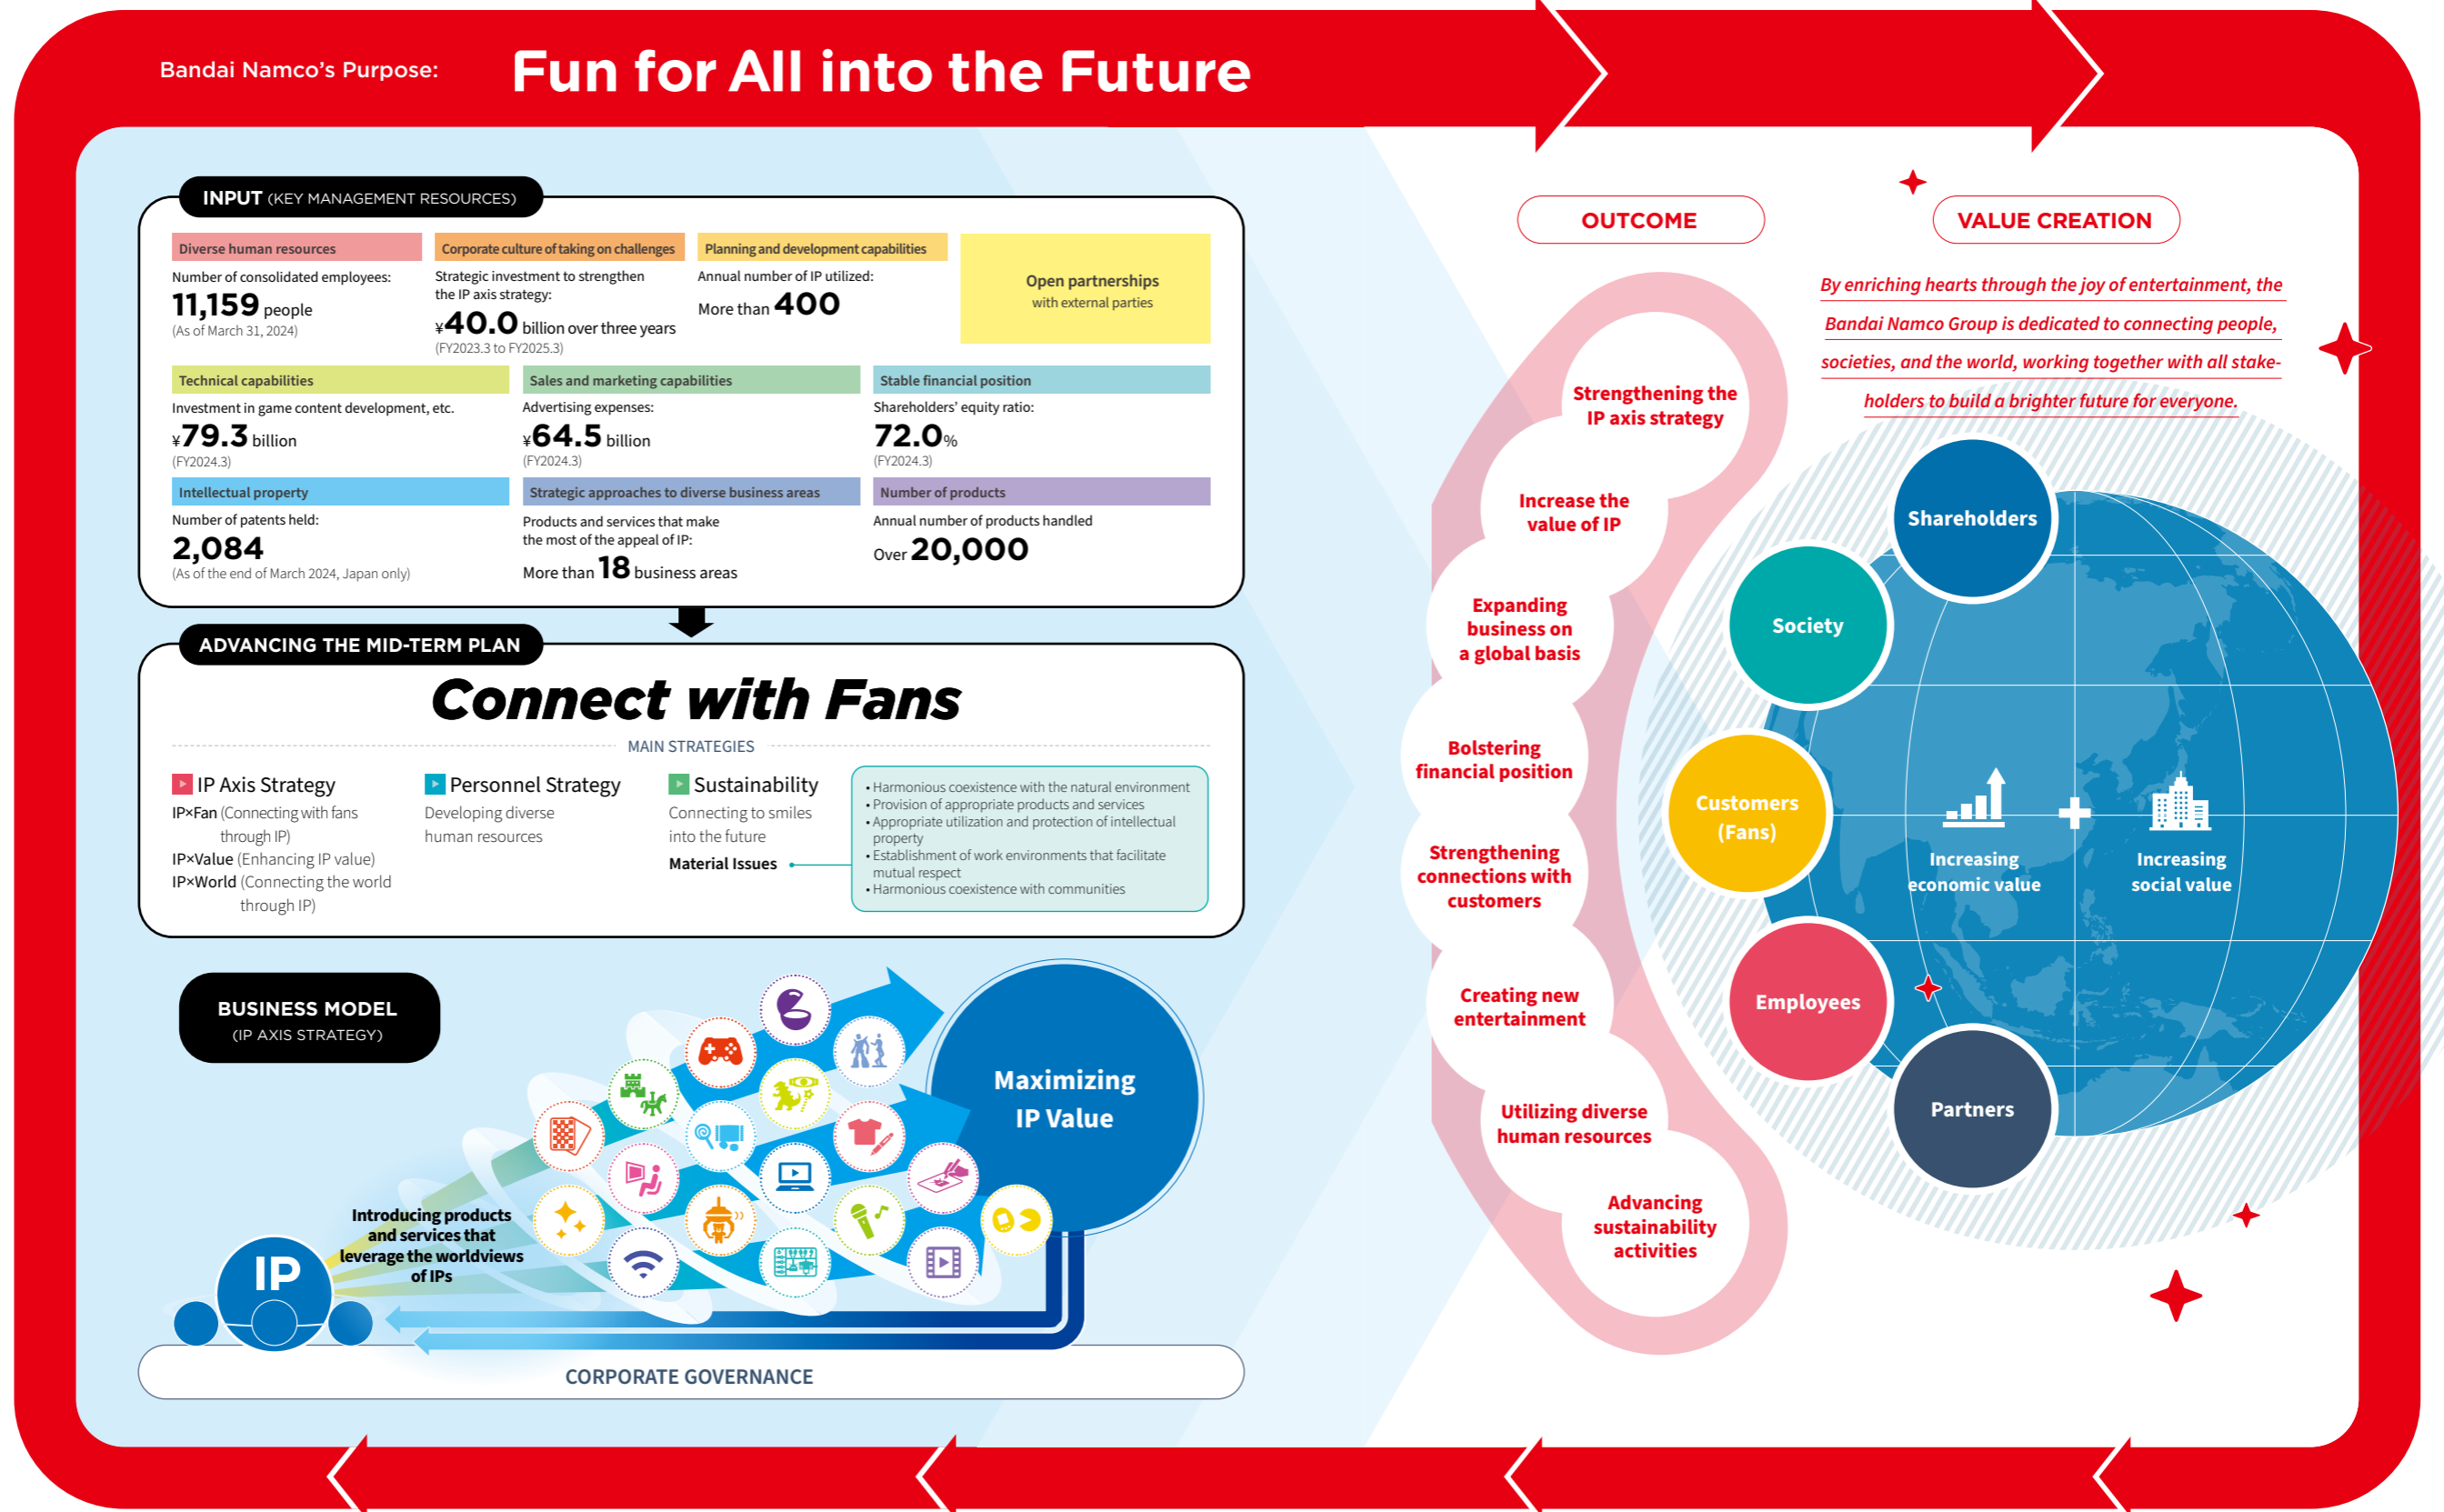 Bandai Namco's Purpose:
Fun for All into the Future
INPUT (KEY MANAGEMENT RESOURCES)
Diverse human resources
Number of consolidated employees:
11,159 people
(As of March 31, 2024)
Corporate culture of taking on challenges
Strategic investment to strengthen
the IP axis strategy:
¥40.0 billion over three years
(FY2023.3 to FY2025.3)
Planning and development capabilities
Annual number of IP utilized:
More than 400
Open partnerships
with external parties
Technical capabilities
Investment in game content development, etc.
¥79.3 billion
(FY2024.3)
Sales and marketing capabilities
Advertising expenses:
¥64.5 billion
(FY2024.3)
Stable financial position
Shareholders' equity ratio:
72.0%
(FY2024.3)
Intellectual property
Number of patents held:
2,084
(As of the end of March 2024, Japan only)
Strategic approaches to diverse business areas
Products and services that make
the most of the appeal of IP:
More than 18 business areas
Number of products
Annual number of products handled
Over 20,000
ADVANCING THE MID-TERM PLAN
Connect with Fans
MAIN STRATEGIES
IP Axis Strategy
IP×Fan (Connecting with fans
through IP)
IP×Value (Enhancing IP value)
IP×World (Connecting the world
through IP)
Personnel Strategy
Developing diverse
human resources
Sustainability
Connecting to smiles
into the future
Material Issues
• Harmonious coexistence with the natural environment
• Provision of appropriate products and services
• Appropriate utilization and protection of intellectual
property
• Establishment of work environments that facilitate
mutual respect
• Harmonious coexistence with communities
BUSINESS MODEL
(IP AXIS STRATEGY)
Maximizing
IP Value
Introducing products
and services that
leverage the worldviews
of IPs
IP
CORPORATE GOVERNANCE
OUTCOME
Strengthening the
IP axis strategy
Increase the
value of IP
Expanding
business on
a global basis
Bolstering
financial position
Strengthening
connections with
customers
Creating new
entertainment
Utilizing diverse
human resources
Advancing
sustainability
activities
VALUE CREATION
By enriching hearts through the joy of entertainment, the
Bandai Namco Group is dedicated to connecting people,
societies, and the world, working together with all stake-
holders to build a brighter future for everyone.
Shareholders
Society
Customers
(Fans)
Employees
Partners
Increasing
economic value
Increasing
social value